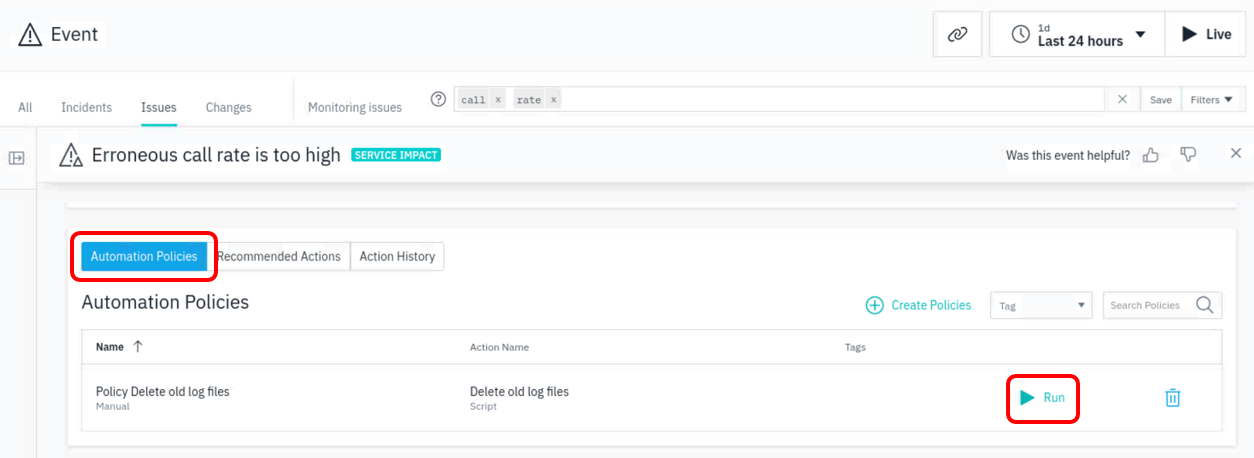 Event
1d
Last 24 hours
Live
All Incidents Issues Changes Monitoring issues ? call x rate x Save Filters
Erroneous call rate is too high SERVICE IMPACT Was this event helpful?
Automation Policies Recommended Actions Action History
Automation Policies Create Policies Tag Search Policies
Name Action Name Tags
Policy Delete old log files Delete old log files Run
Manual Script